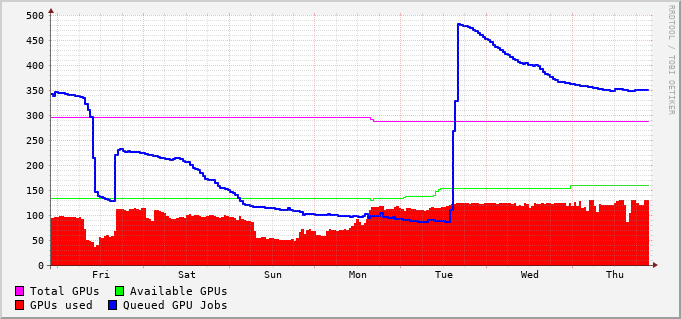 500
450
400
350
300
250
200
150
100
50
0
Fri Sat Sun Mon Tue Wed Thu
Total GPUs Available GPUs
GPUs used Queued GPU Jobs
RRDTOOL / TOBI OETIKER